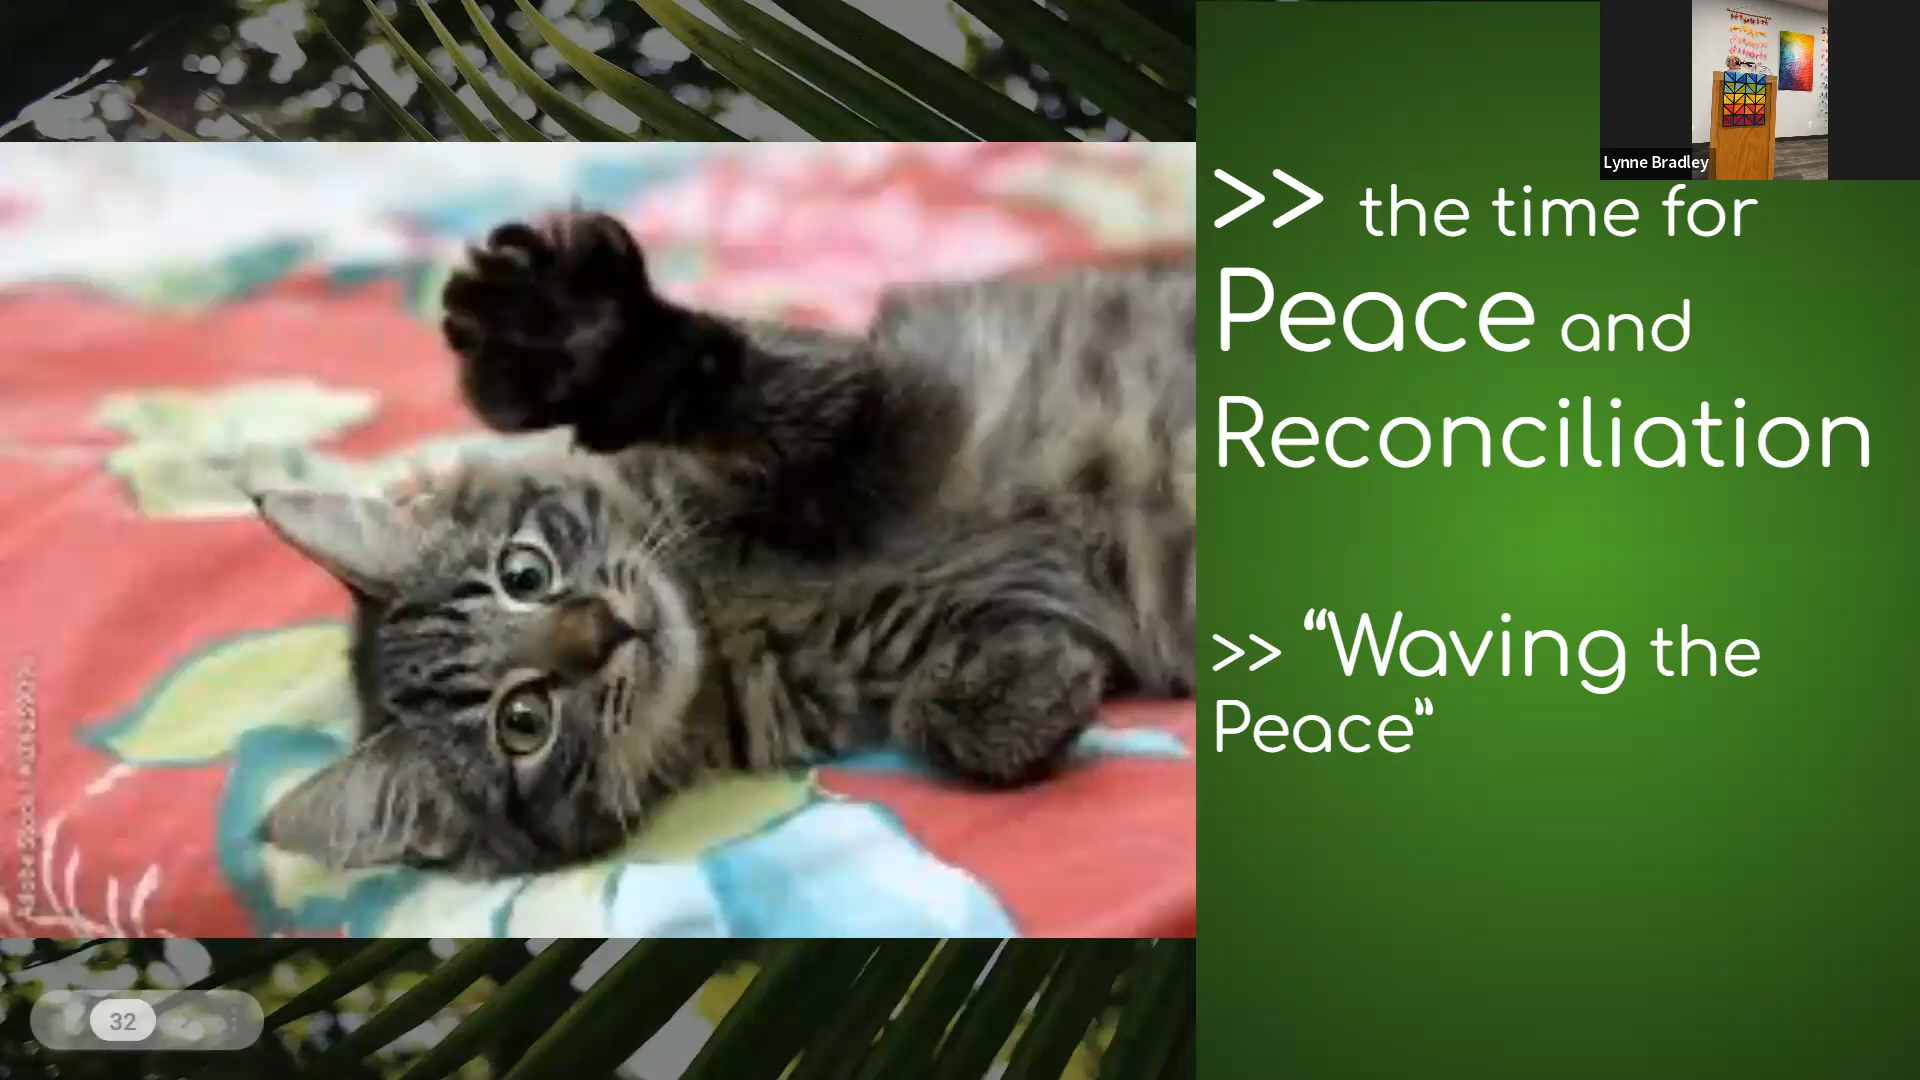 Lynne Bradley
>> the time for
Peace and
Reconciliation
>> “Waving the
Peace”
32